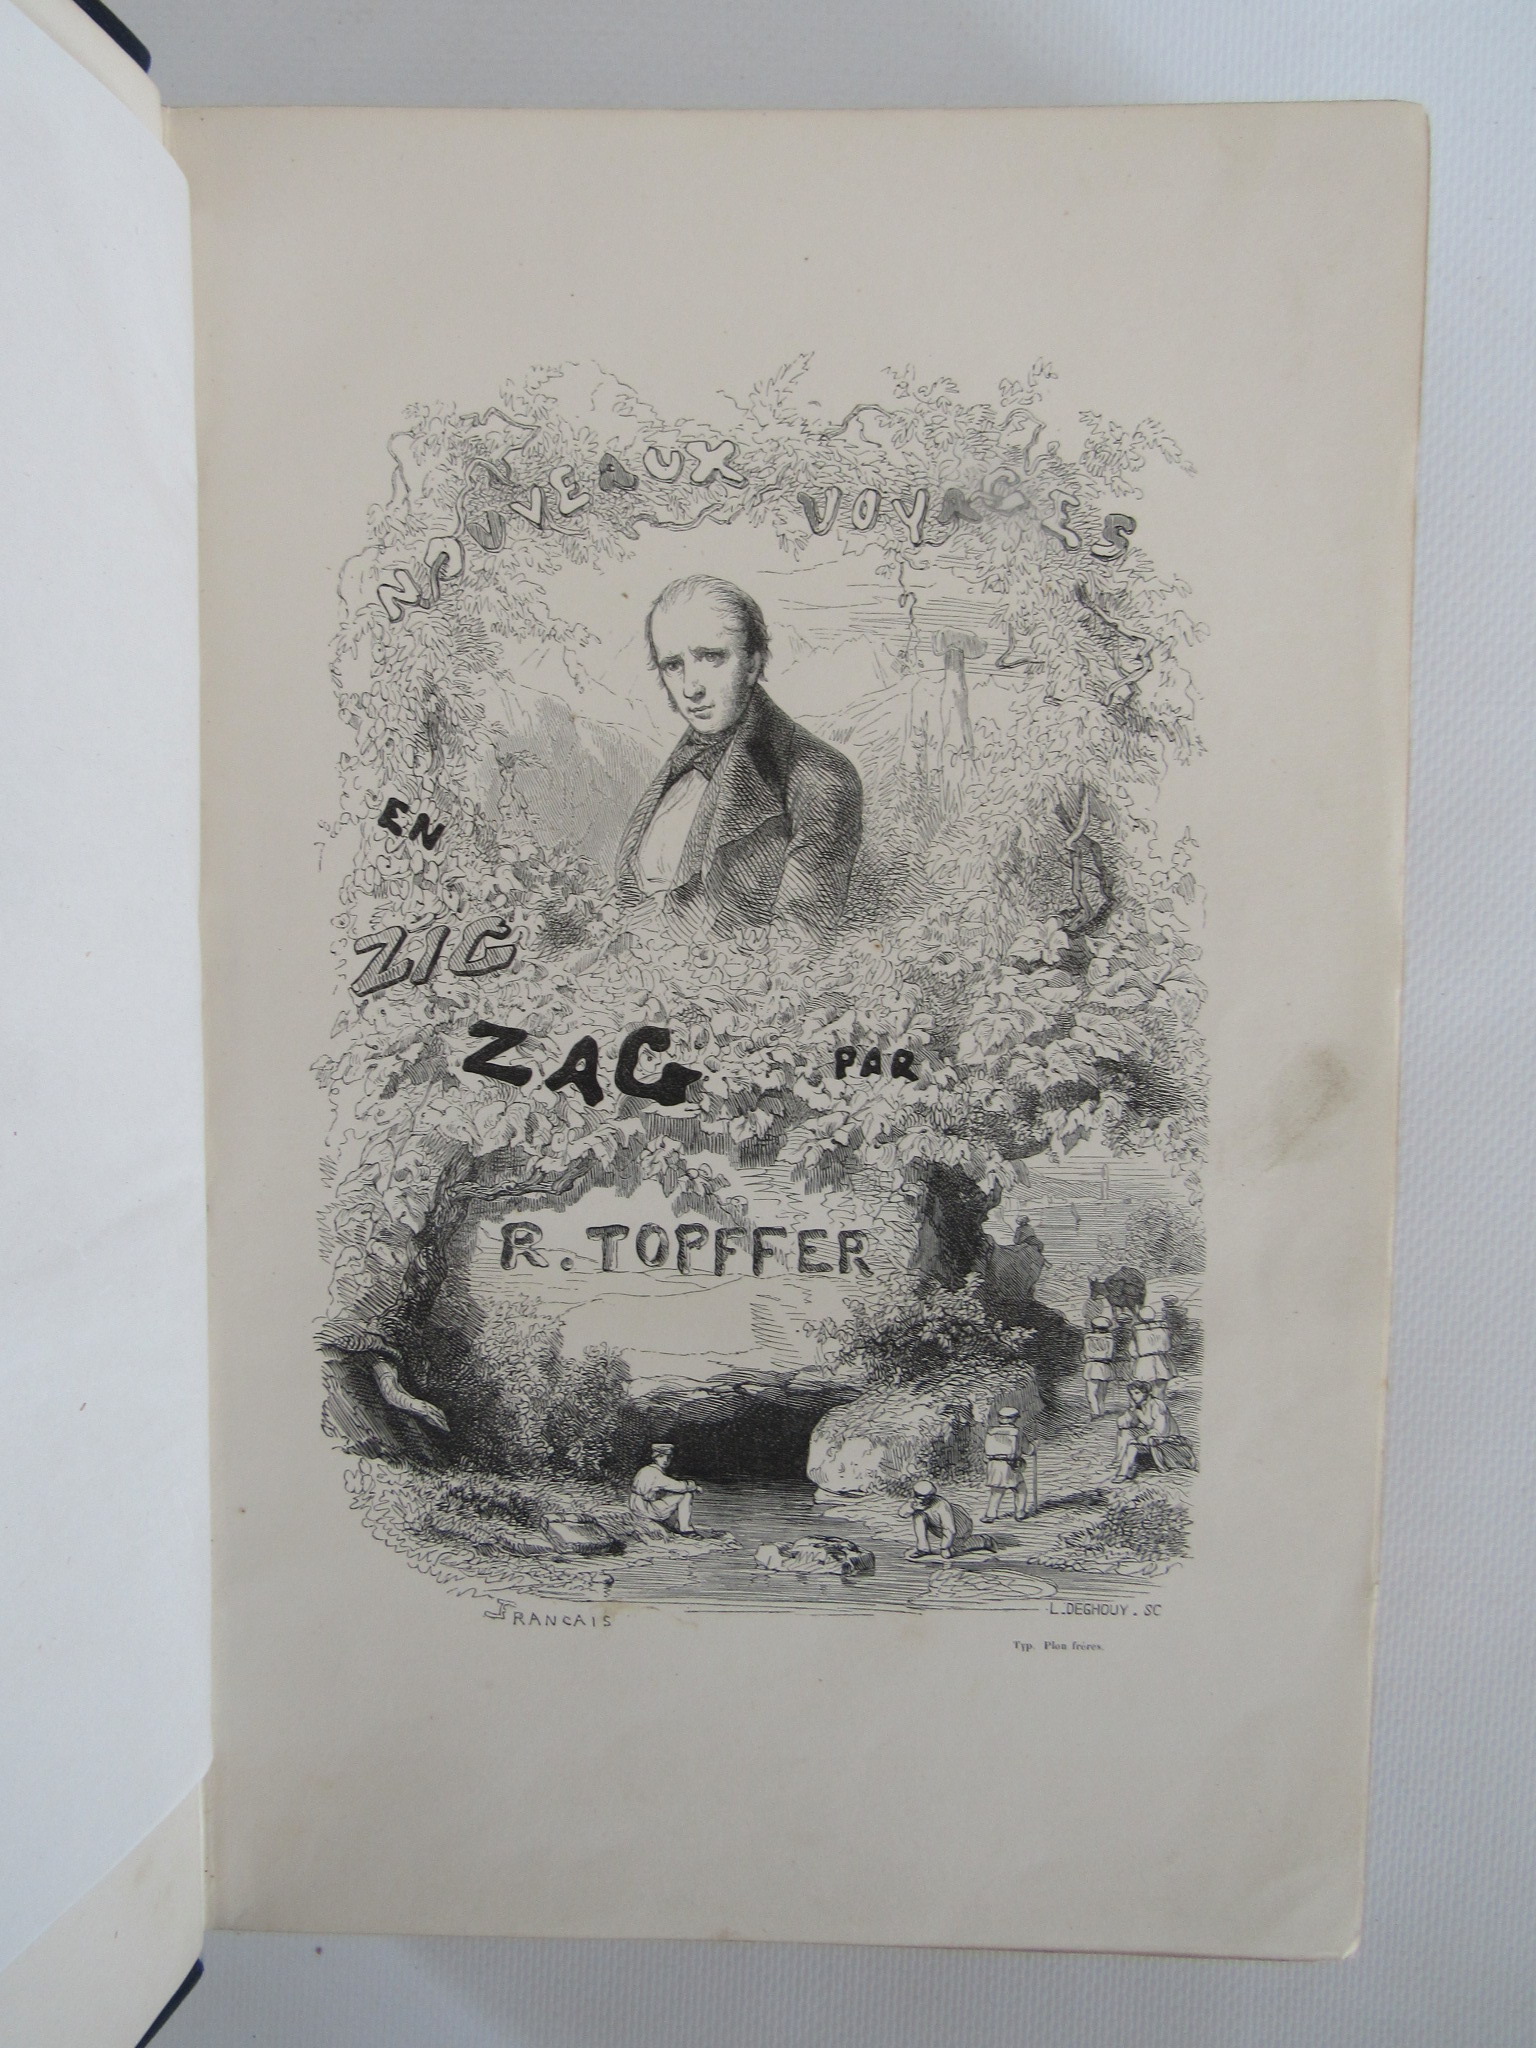 NOUVEAUX VOYAGES
EN
ZIG
ZAG PAR
R. TOPFFER
FRANCAIS
L. DEGHOUY. SC
Typ. Plon frères.